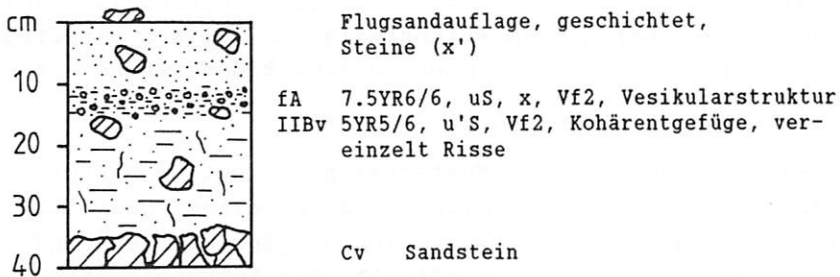 cm
Flugsandauflage, geschichtet,
Steine (x')
10
fA 7.5YR6/6, uS, x, Vf2, Vesikularstruktur
IIBv 5YR5/6, u'S, Vf2, Kohärentgefüge, ver-
einzelt Risse
20
30
Cv Sandstein
40